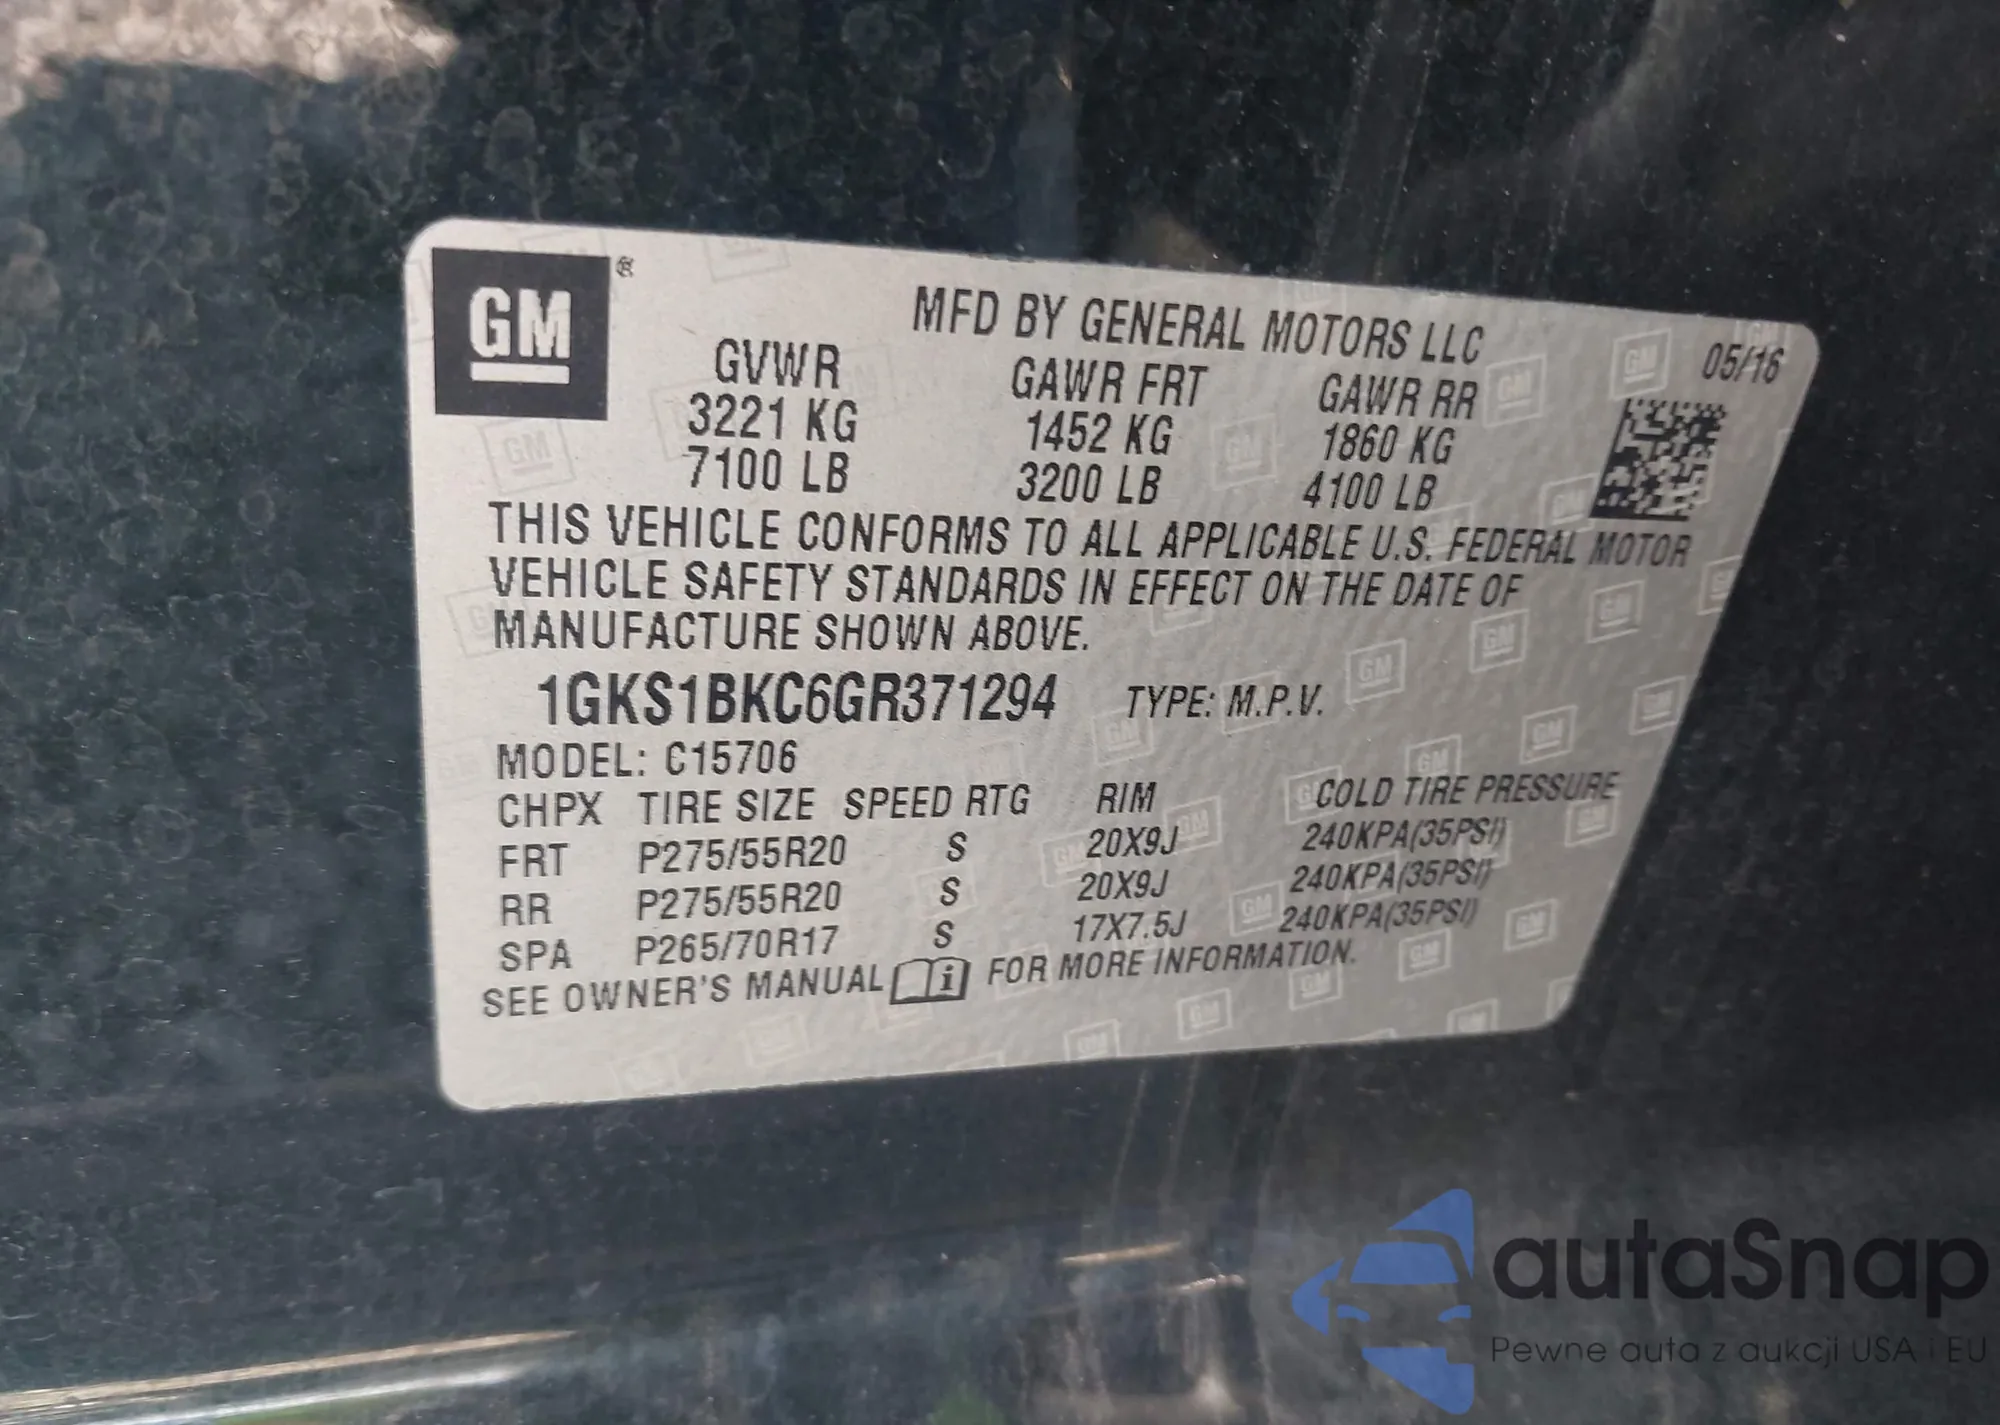 GM®
MFD BY GENERAL MOTORS LLC 05/16
GVWR GAWR FRT GAWR RR
3221 KG 1452 KG 1860 KG
7100 LB 3200 LB 4100 LB
THIS VEHICLE CONFORMS TO ALL APPLICABLE U.S. FEDERAL MOTOR
VEHICLE SAFETY STANDARDS IN EFFECT ON THE DATE OF
MANUFACTURE SHOWN ABOVE.
1GKS1BKC6GR371294 TYPE: M.P.V.
MODEL: C15706
CHPX TIRE SIZE SPEED RTG RIM COLD TIRE PRESSURE
FRT P275/55R20 S 20X9J 240KPA(35PSI)
RR P275/55R20 S 20X9J 240KPA(35PSI)
SPA P265/70R17 S 17X7.5J 240KPA(35PSI)
SEE OWNER'S MANUAL i FOR MORE INFORMATION.
autaSnap
Pewne auta z aukcji USA i EU